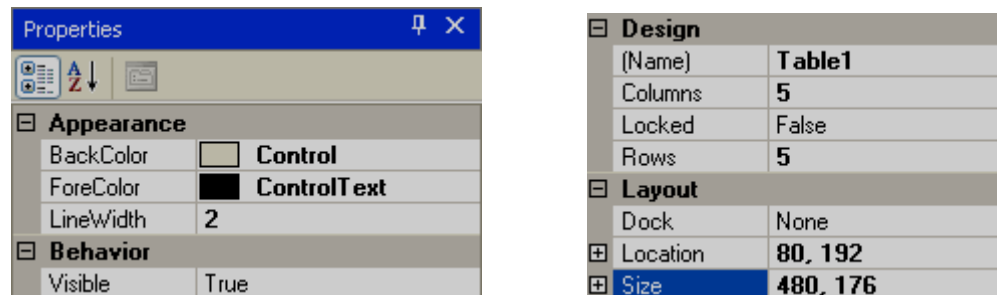 Properties
Appearance
BackColor Control
ForeColor ControlText
LineWidth 2
Behavior
Visible True
Design
(Name) Table1
Columns 5
Locked False
Rows 5
Layout
Dock None
Location 80, 192
Size 480, 176